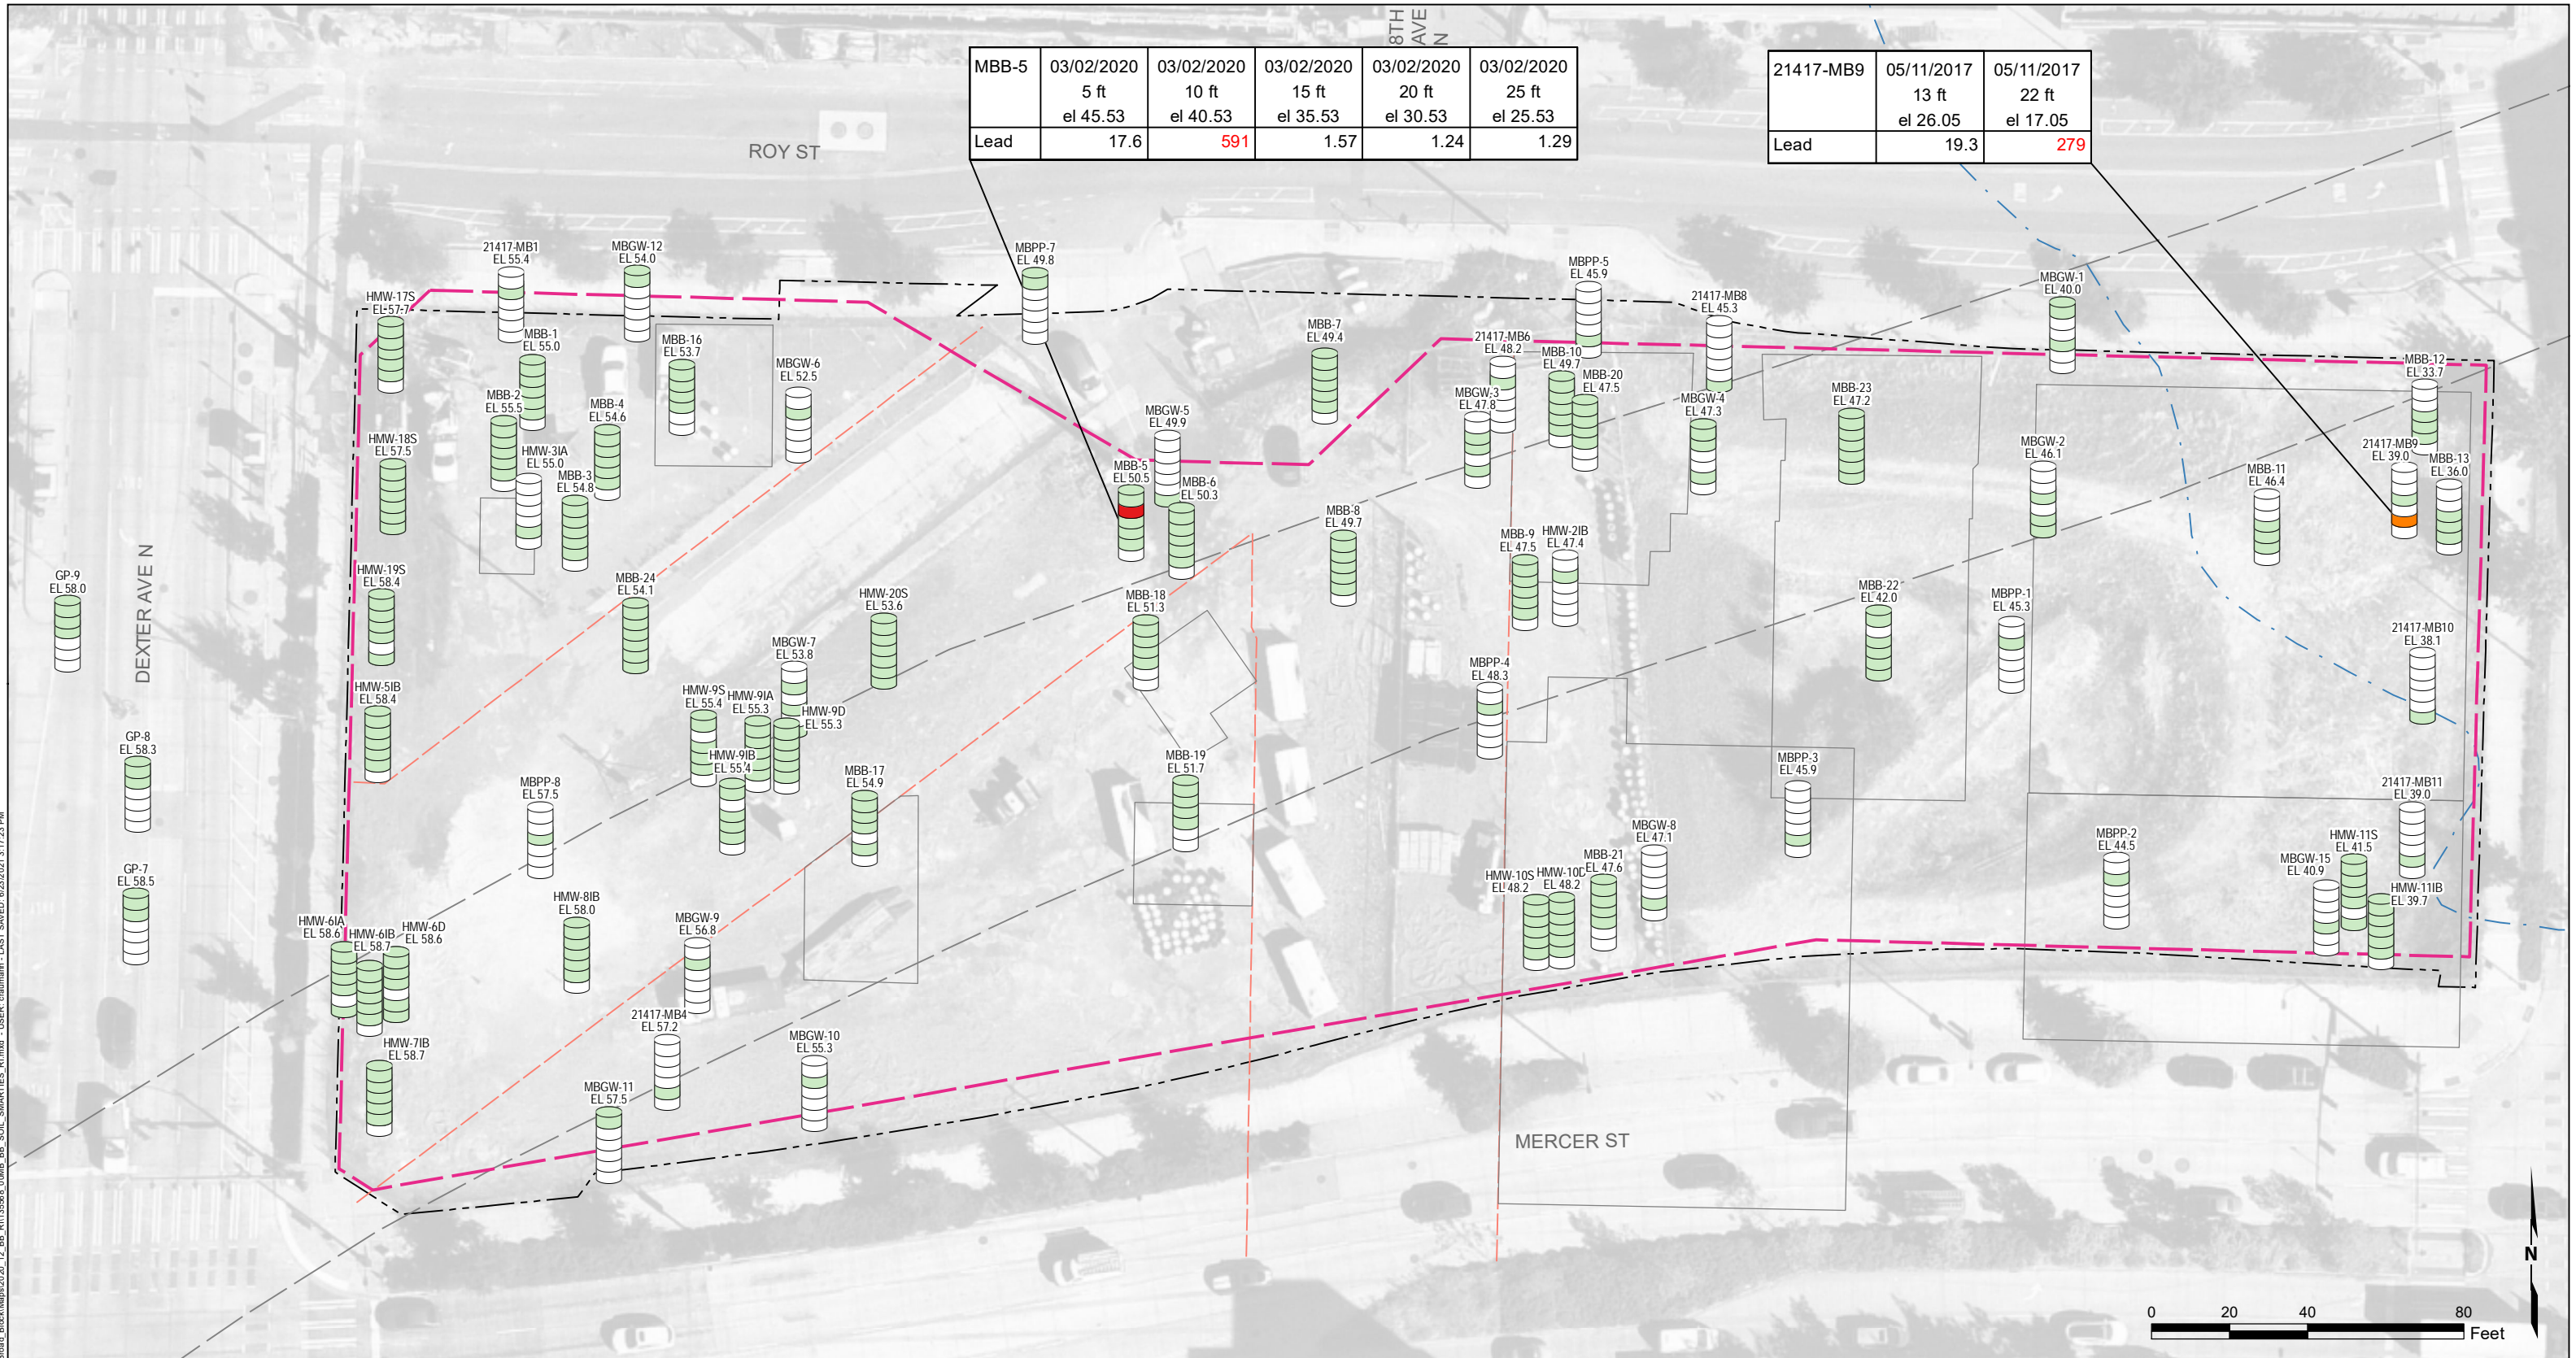 8TH
AVE
N
MBB-5 03/02/2020 03/02/2020 03/02/2020 03/02/2020 03/02/2020
5 ft 10 ft 15 ft 20 ft 25 ft
el 45.53 el 40.53 el 35.53 el 30.53 el 25.53
Lead 17.6 591 1.57 1.24 1.29
21417-MB9 05/11/2017 05/11/2017
13 ft 22 ft
el 26.05 el 17.05
Lead 19.3 279
ROY ST
21417-MB1
EL 55.4
MBGW-12
EL 54.0
MBPP-7
EL 49.8
MBPP-5
EL 45.9
MBGW-1
EL 40.0
HMW-17S
EL 57.7
21417-MB8
EL 45.3
MBB-1
EL 55.0
MBB-16
EL 53.7
MBGW-6
EL 52.5
MBB-7
EL 49.4
21417-MB6
EL 48.2
MBB-10
EL 49.7
MBB-20
EL 47.5
MBB-12
EL 33.7
MBB-2
EL 55.5
MBB-4
EL 54.6
MBGW-5
EL 49.9
MBGW-3
EL 47.8
MBGW-4
EL 47.3
MBB-23
EL 47.2
HMW-18S
EL 57.5
HMW-3IA
EL 55.0
MBB-3
EL 54.8
MBB-5
EL 50.5
MBB-6
EL 50.3
MBGW-2
EL 46.1
MBB-11
EL 46.4
21417-MB9
EL 39.0
MBB-13
EL 36.0
MBB-8
EL 49.7
MBB-9
EL 47.5
HMW-2IB
EL 47.4
DEXTER AVE N
GP-9
EL 58.0
HMW-19S
EL 58.4
MBB-24
EL 54.1
HMW-20S
EL 53.6
MBB-18
EL 51.3
MBB-22
EL 42.0
MBPP-1
EL 45.3
21417-MB10
EL 38.1
MBGW-7
EL 53.8
HMW-5IB
EL 58.4
HMW-9S
EL 55.4
HMW-9IA
EL 55.3
HMW-9D
EL 55.3
MBPP-4
EL 48.3
GP-8
EL 58.3
HMW-9IB
EL 55.4
MBPP-8
EL 57.5
MBB-17
EL 54.9
MBB-19
EL 51.7
MBPP-3
EL 45.9
21417-MB11
EL 39.0
GP-7
EL 58.5
MBGW-8
EL 47.1
MBB-21
EL 47.6
HMW-10S
EL 48.2
HMW-10D
EL 48.2
MBPP-2
EL 44.5
HMW-11S
EL 41.5
MBGW-15
EL 40.9
HMW-11IB
EL 39.7
HMW-6IA
EL 58.6
HMW-6IB
EL 58.7
HMW-6D
EL 58.6
HMW-8IB
EL 58.0
MBGW-9
EL 56.8
21417-MB4
EL 57.2
HMW-7IB
EL 58.7
MBGW-10
EL 55.3
MBGW-11
EL 57.5
MERCER ST
N
0 20 40 80
Feet